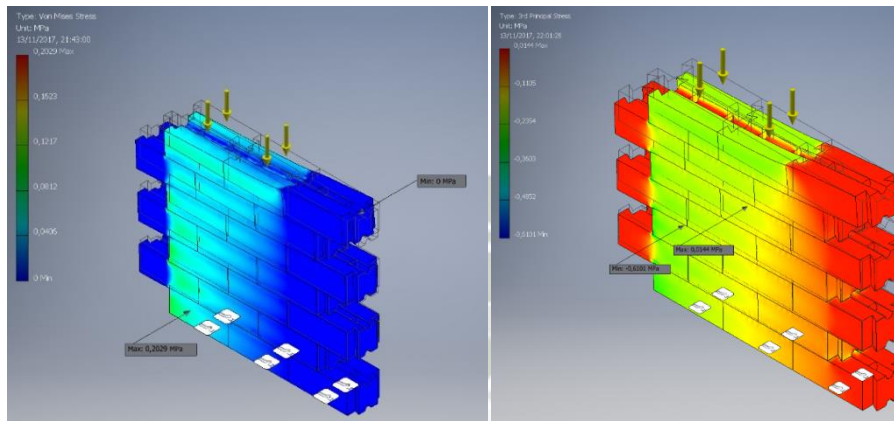 Type: Von Mises Stress
Unit: MPa
13/11/2017, 21:43:00
0,2029 Max
0,1523
0,1217
0,0812
0,0406
0 Min
Min: 0 MPa
Max: 0,2029 MPa
Type: 3rd Principal Stress
Unit: MPa
13/11/2017, 22:01:28
0,0144 Max
-0,1105
-0,2354
-0,3603
-0,4852
-0,6101 Min
Max: 0,0144 MPa
Min: -0,6101 MPa